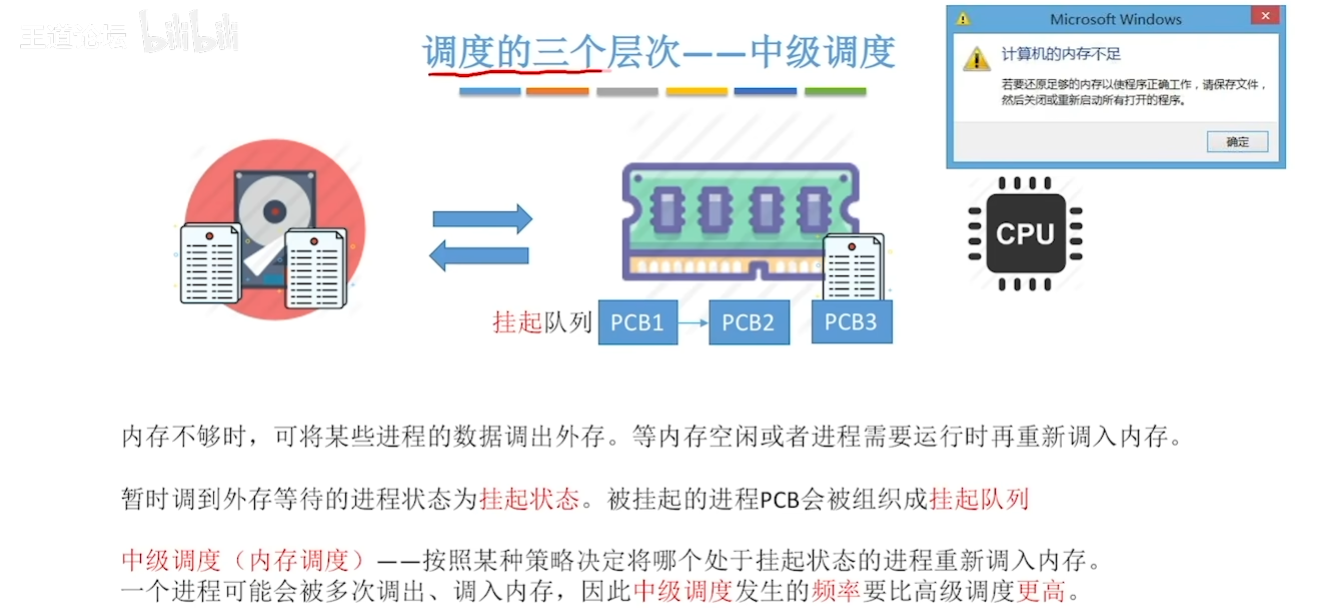 王道论坛 bilibili
调度的三个层次——中级调度
Microsoft Windows
计算机的内存不足
若要还原足够的内存以使程序正确工作，请保存文件，
然后关闭或重新启动所有打开的程序。
确定
CPU
挂起队列 PCB1 PCB2 PCB3
内存不够时，可将某些进程的数据调出外存。等内存空闲或者进程需要运行时再重新调入内存。
暂时调到外存等待的进程状态为挂起状态。被挂起的进程PCB会被组织成挂起队列
中级调度（内存调度）——按照某种策略决定将哪个处于挂起状态的进程重新调入内存。
一个进程可能会被多次调出、调入内存，因此中级调度发生的频率要比高级调度更高。